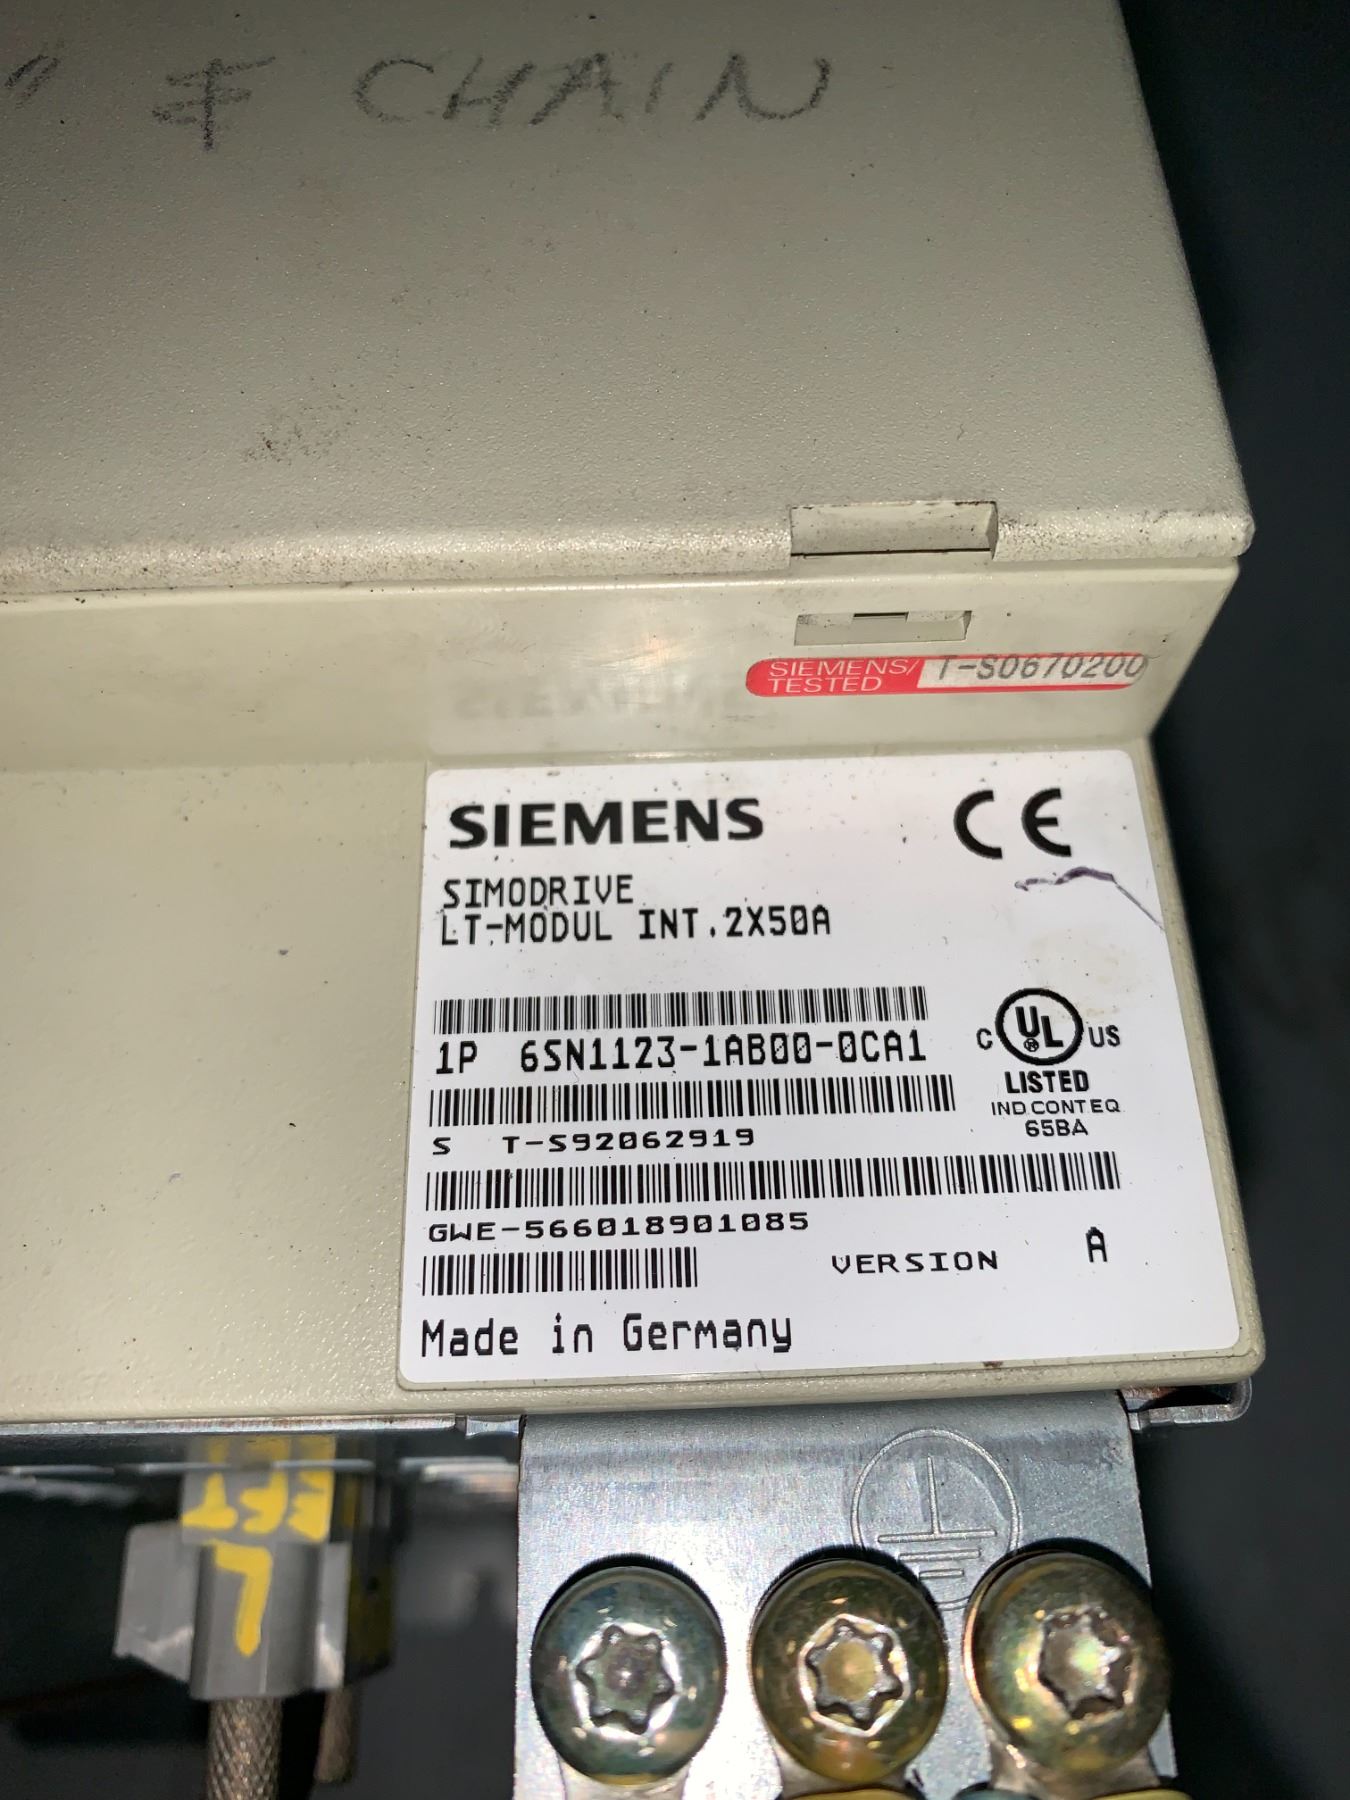 " F CHAIN
SIEMENS/ T-S0670200
TESTED
SIEMENS CE
SIMODRIVE
LT-MODUL INT.2X50A
1P 6SN1123-1AB00-0CA1
C UL ® US
LISTED
IND.CONT.EQ.
65BA
S T-S92062919
GWE-566018901085
VERSION A
Made in Germany
LEFT